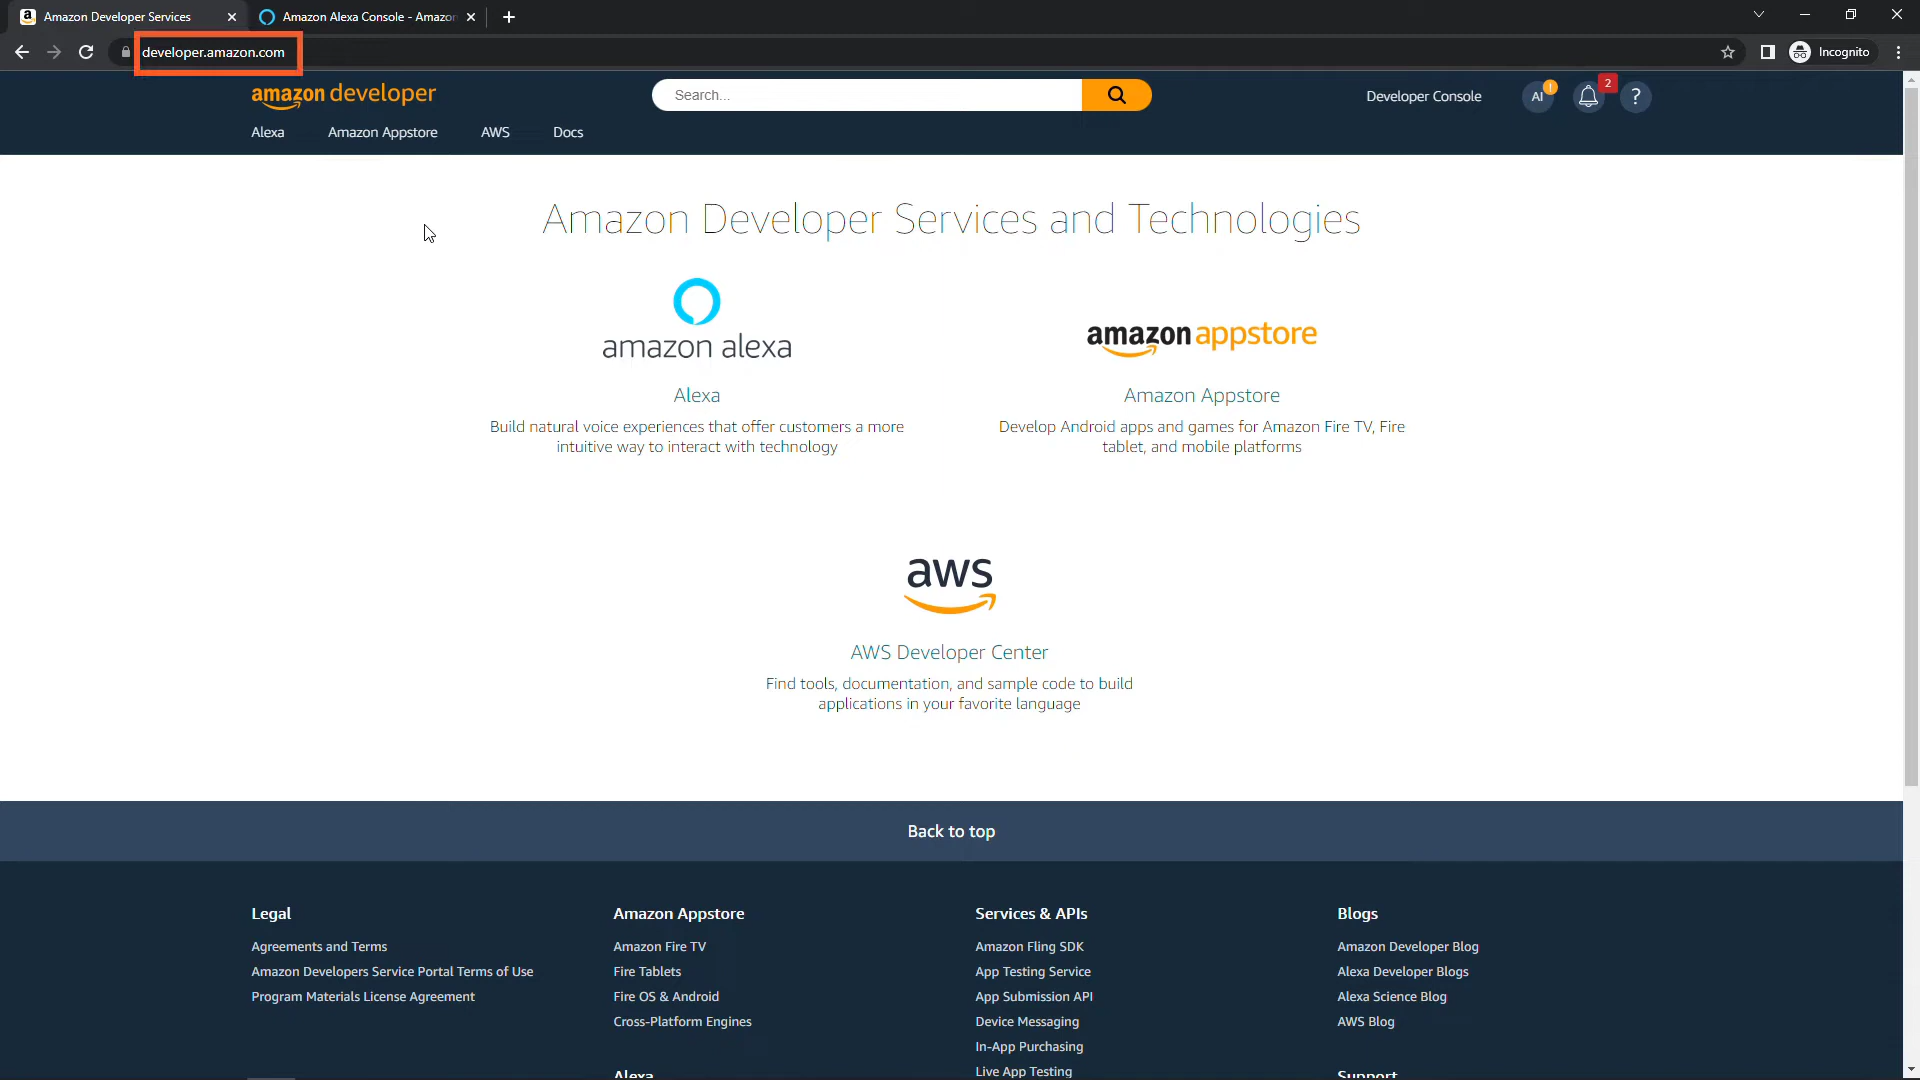 Amazon Developer Services
Amazon Alexa Console - Amazon
developer.amazon.com
Incognito
amazon developer
Search...
Developer Console
AI
!
2
?
Alexa
Amazon Appstore
AWS
Docs
Amazon Developer Services and Technologies
amazon alexa
Alexa
Build natural voice experiences that offer customers a more
intuitive way to interact with technology
amazon appstore
Amazon Appstore
Develop Android apps and games for Amazon Fire TV, Fire
tablet, and mobile platforms
aws
AWS Developer Center
Find tools, documentation, and sample code to build
applications in your favorite language
Back to top
Legal
Agreements and Terms
Amazon Developers Service Portal Terms of Use
Program Materials License Agreement
Amazon Appstore
Amazon Fire TV
Fire Tablets
Fire OS & Android
Cross-Platform Engines
Alexa
Services & APIs
Amazon Fling SDK
App Testing Service
App Submission API
Device Messaging
In-App Purchasing
Live App Testing
Blogs
Amazon Developer Blog
Alexa Developer Blogs
Alexa Science Blog
AWS Blog
Support